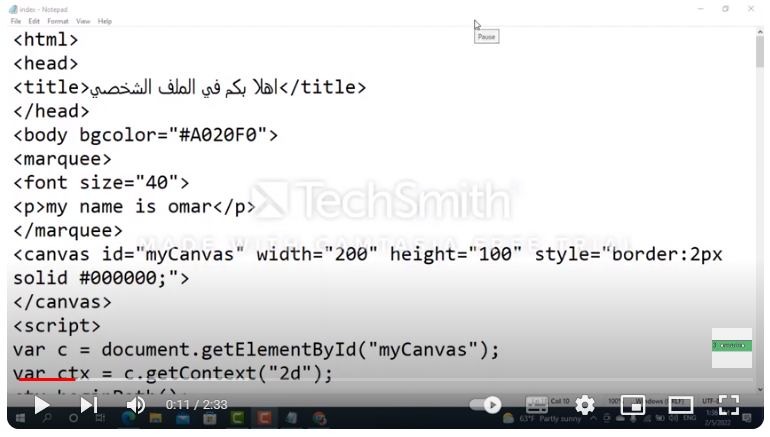 index - Notepad
File Edit Format View Help
Pause
<html>
<head>
<title>اهلا بكم في الملف الشخصي</title>
</head>
<body bgcolor="#A020F0">
<marquee>
<font size="40">
<p>my name is omar</p>
</marquee>
<canvas id="myCanvas" width="200" height="100" style="border:2px
solid #000000;">
</canvas>
<script>
var c = document.getElementById("myCanvas");
var ctx = c.getContext("2d");
TechSmith
MADE WITH CAMTASIA FREE TRIAL
0:11 / 2:33
Col 10 100% Windows (CRLF) UTF-8
63°F Partly sunny ENG
2/5/2022